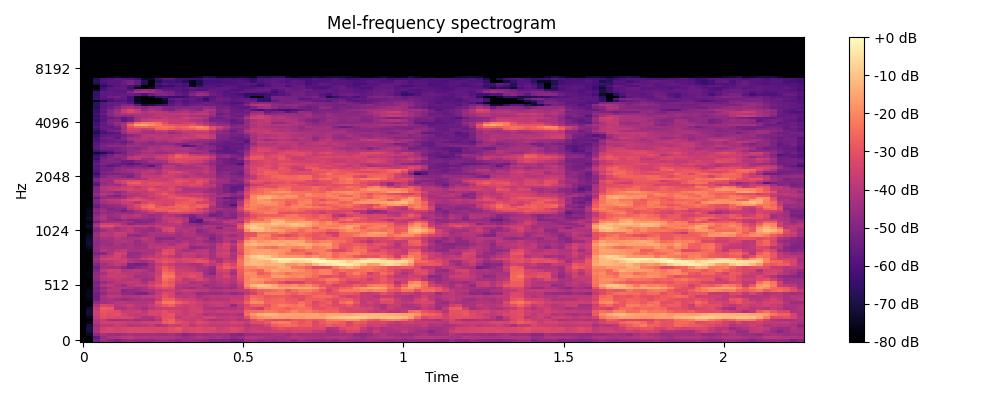 Mel-frequency spectrogram
8192
4096
2048
1024
512
0
Hz
0
0.5
1
1.5
2
Time
+0 dB
-10 dB
-20 dB
-30 dB
-40 dB
-50 dB
-60 dB
-70 dB
-80 dB